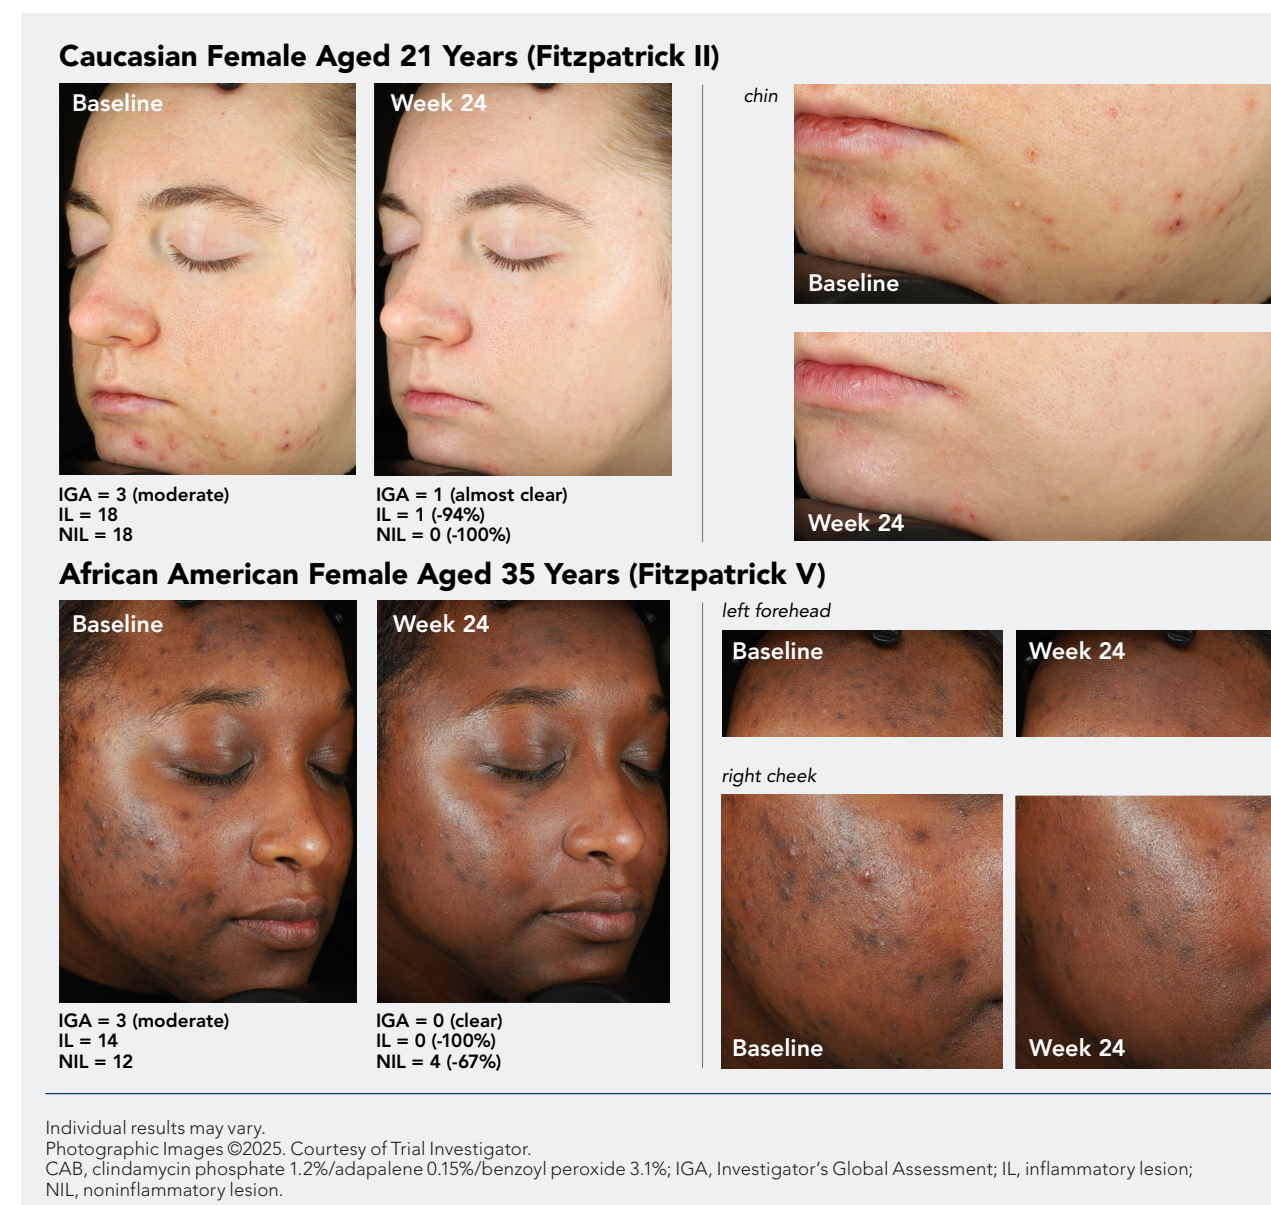 Caucasian Female Aged 21 Years (Fitzpatrick II)
Baseline
Week 24
IGA = 3 (moderate)
IL = 18
NIL = 18
IGA = 1 (almost clear)
IL = 1 (-94%)
NIL = 0 (-100%)
chin
Baseline
Week 24
African American Female Aged 35 Years (Fitzpatrick V)
Baseline
Week 24
IGA = 3 (moderate)
IL = 14
NIL = 12
IGA = 0 (clear)
IL = 0 (-100%)
NIL = 4 (-67%)
left forehead
Baseline
Week 24
right cheek
Baseline
Week 24
Individual results may vary.
Photographic Images ©2025. Courtesy of Trial Investigator.
CAB, clindamycin phosphate 1.2%/adapalene 0.15%/benzoyl peroxide 3.1%; IGA, Investigator’s Global Assessment; IL, inflammatory lesion;
NIL, noninflammatory lesion.